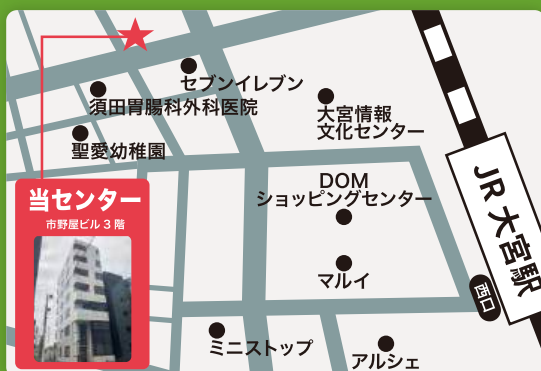 セブンイレブン
須田胃腸科外科医院
大宮情報
文化センター
聖愛幼稚園
当センター
市野屋ビル3階
DOM
ショッピングセンター
マルイ
JR大宮駅
西口
ミニストップ
アルシェ